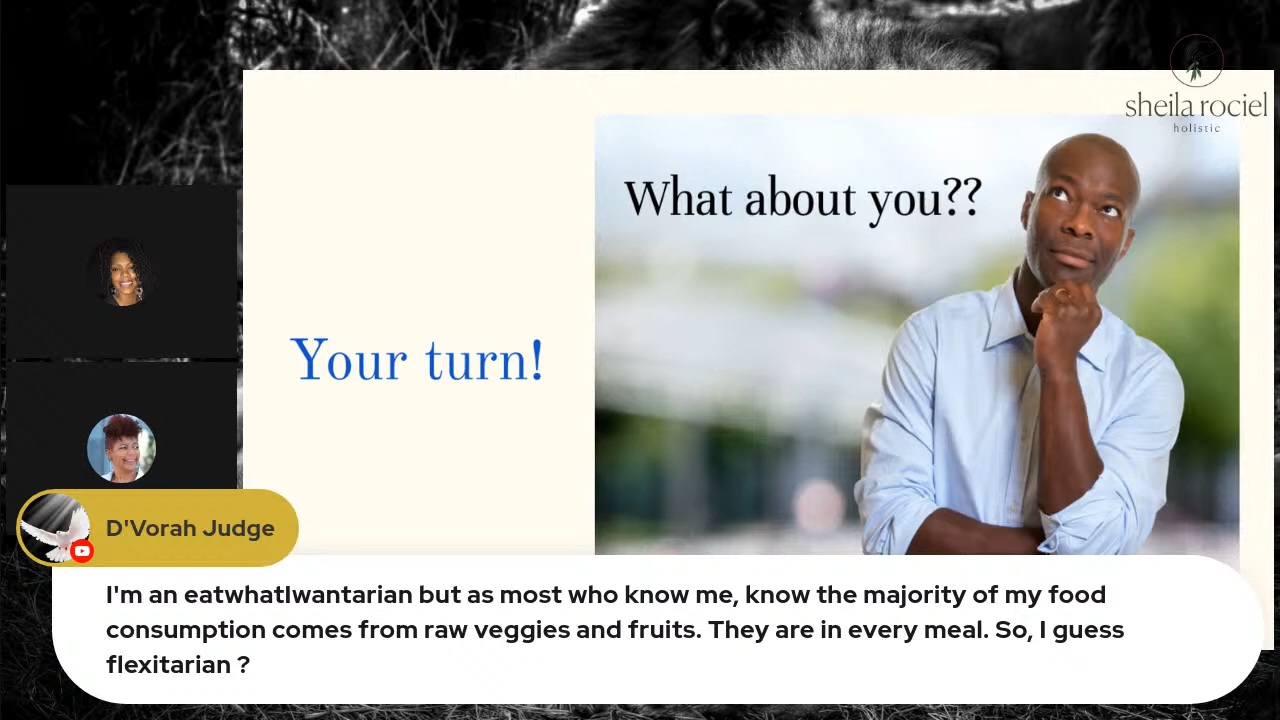 sheila rociel
holistic
What about you??
Your turn!
D'Vorah Judge
I'm an eatwhatIwantarian but as most who know me, know the majority of my food
consumption comes from raw veggies and fruits. They are in every meal. So, I guess
flexitarian ?